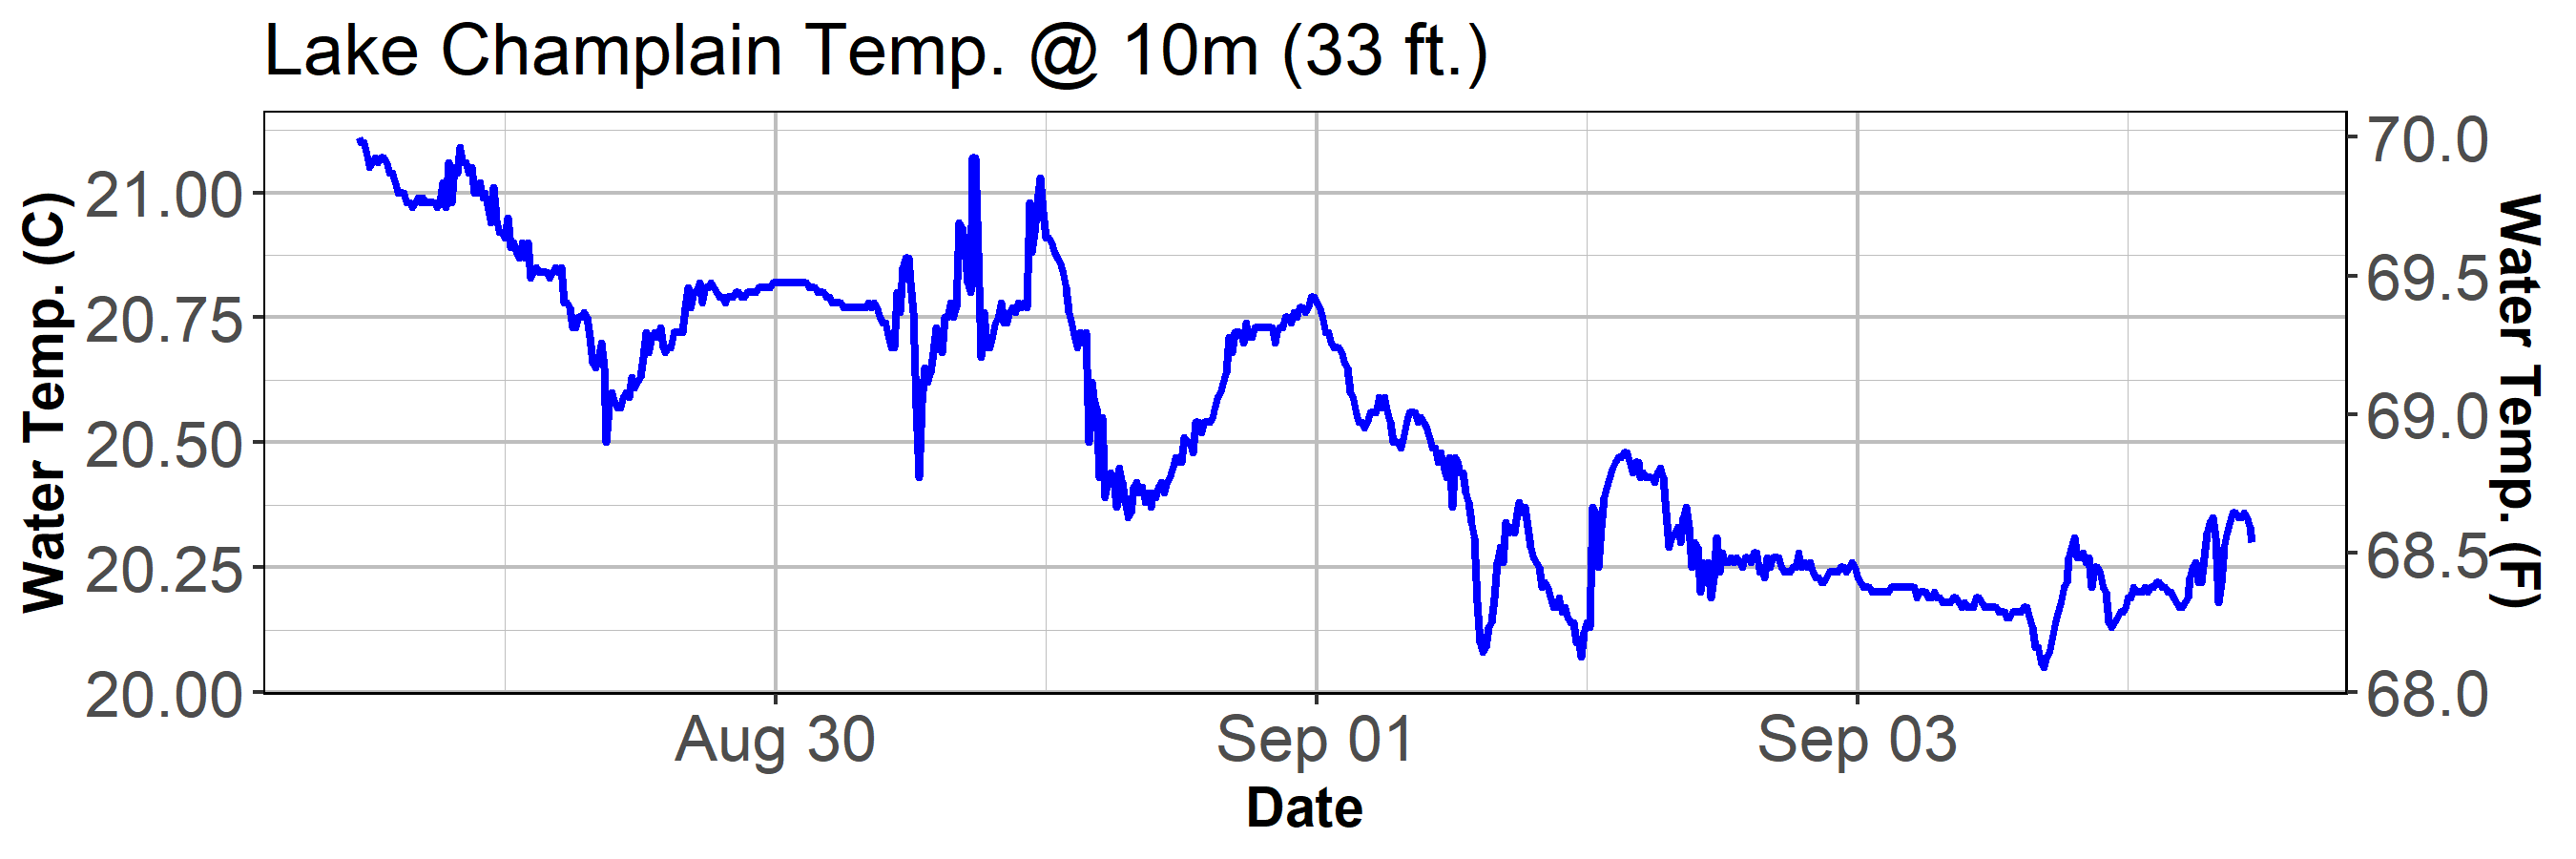 Lake Champlain Temp. @ 10m (33 ft.)
Water Temp. (C)
21.00
20.75
20.50
20.25
20.00
70.0
69.5
69.0
68.5
68.0
Water Temp. (F)
Aug 30
Sep 01
Sep 03
Date